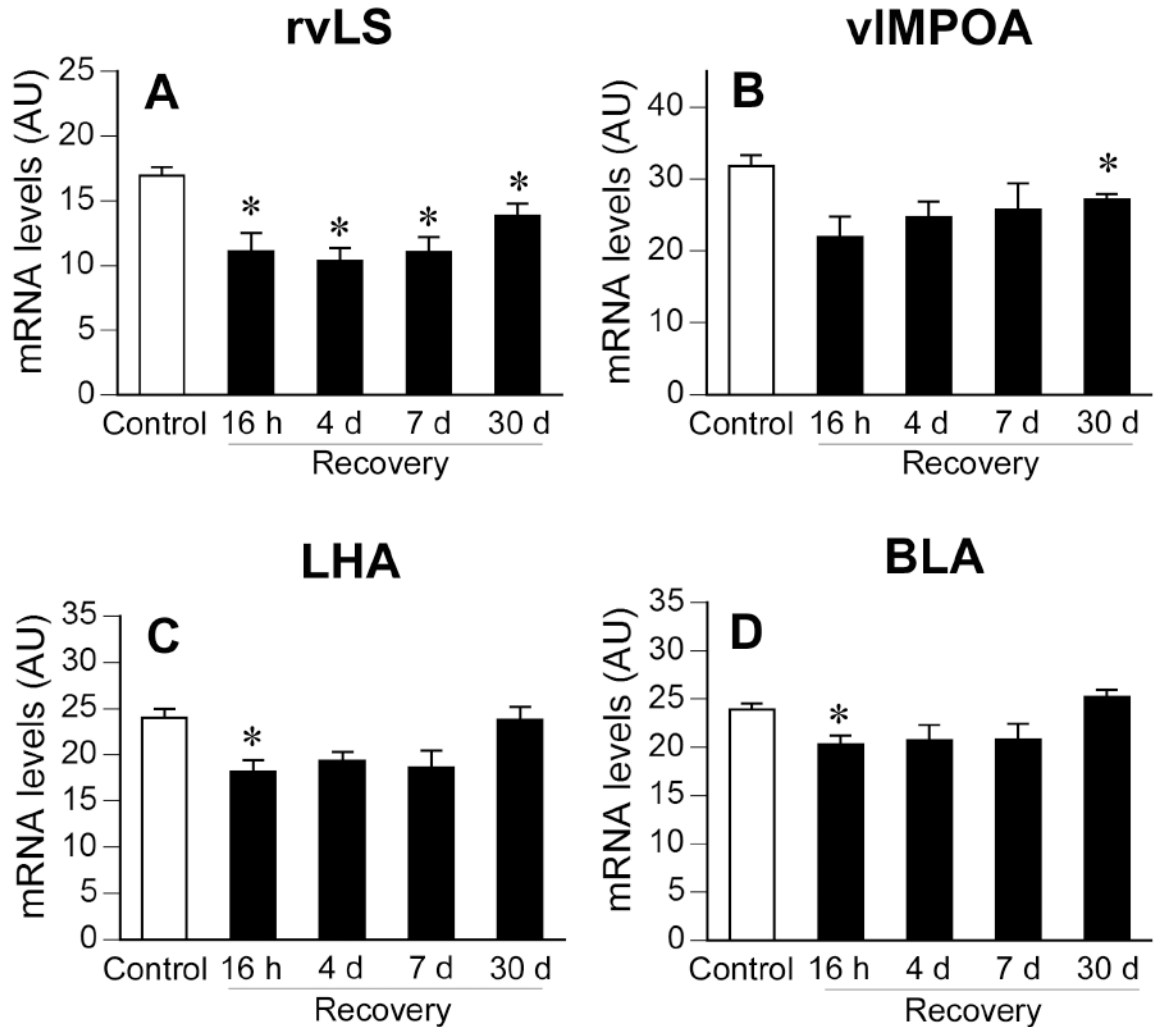 rvLS
vlMPOA
A
mRNA levels (AU)
25
20
15
10
5
0
* * * *
Control 16 h 4 d 7 d 30 d
Recovery
B
mRNA levels (AU)
40
30
20
10
0
*
Control 16 h 4 d 7 d 30 d
Recovery
LHA
BLA
C
mRNA levels (AU)
35
30
25
20
15
10
5
0
*
Control 16 h 4 d 7 d 30 d
Recovery
D
mRNA levels (AU)
35
30
25
20
15
10
5
0
*
Control 16 h 4 d 7 d 30 d
Recovery